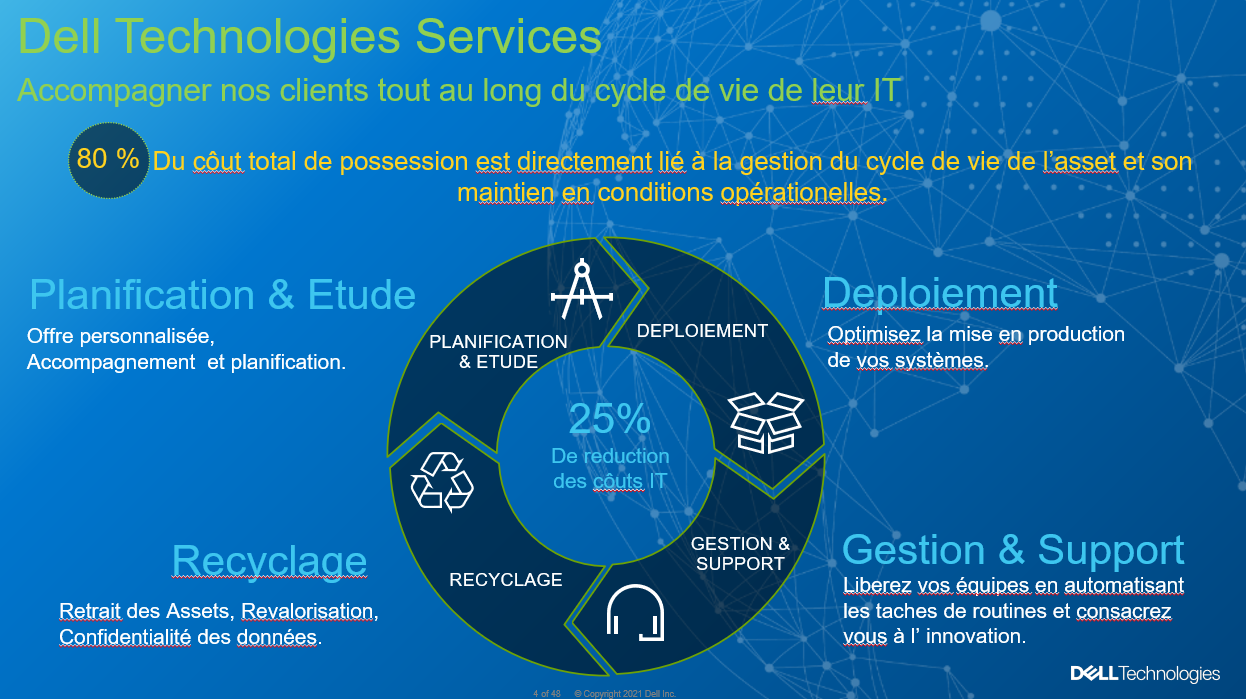 Dell Technologies Services
Accompagner nos clients tout au long du cycle de vie de leur IT
80 %
Du côut total de possession est directement lié à la gestion du cycle de vie de l’asset et son
maintien en conditions opérationelles.
Planification & Etude
Offre personnalisée,
Accompagnement et planification.
Deploiement
Optimisez la mise en production
de vos systèmes.
PLANIFICATION
& ETUDE
DEPLOIEMENT
25%
De reduction
des côuts IT
GESTION &
SUPPORT
RECYCLAGE
Recyclage
Retrait des Assets, Revalorisation,
Confidentialité des données.
Gestion & Support
Liberez vos équipes en automatisant
les taches de routines et consacrez
vous à l’ innovation.
DELLTechnologies
4 of 48 © Copyright 2021 Dell Inc.